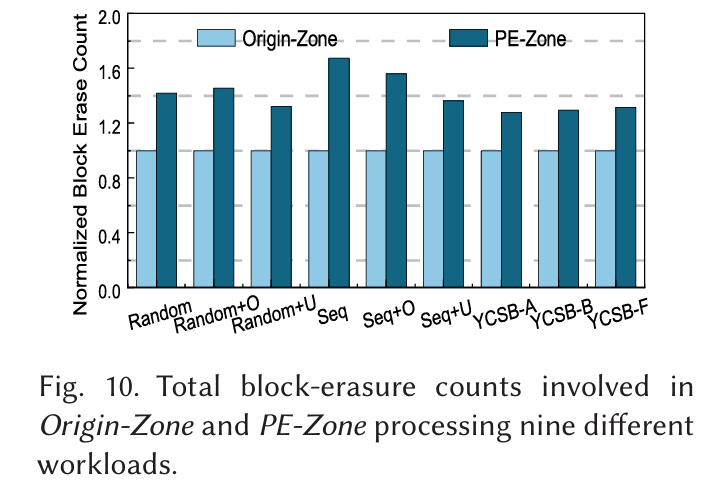 Normalized Block Erase Count
2.0
1.6
1.2
0.8
0.4
0.0
Origin-Zone
PE-Zone
Random
Random+O
Random+U
Seq
Seq+O
Seq+U
YCSB-A
YCSB-B
YCSB-F
Fig. 10. Total block-erasure counts involved in
Origin-Zone and PE-Zone processing nine different
workloads.